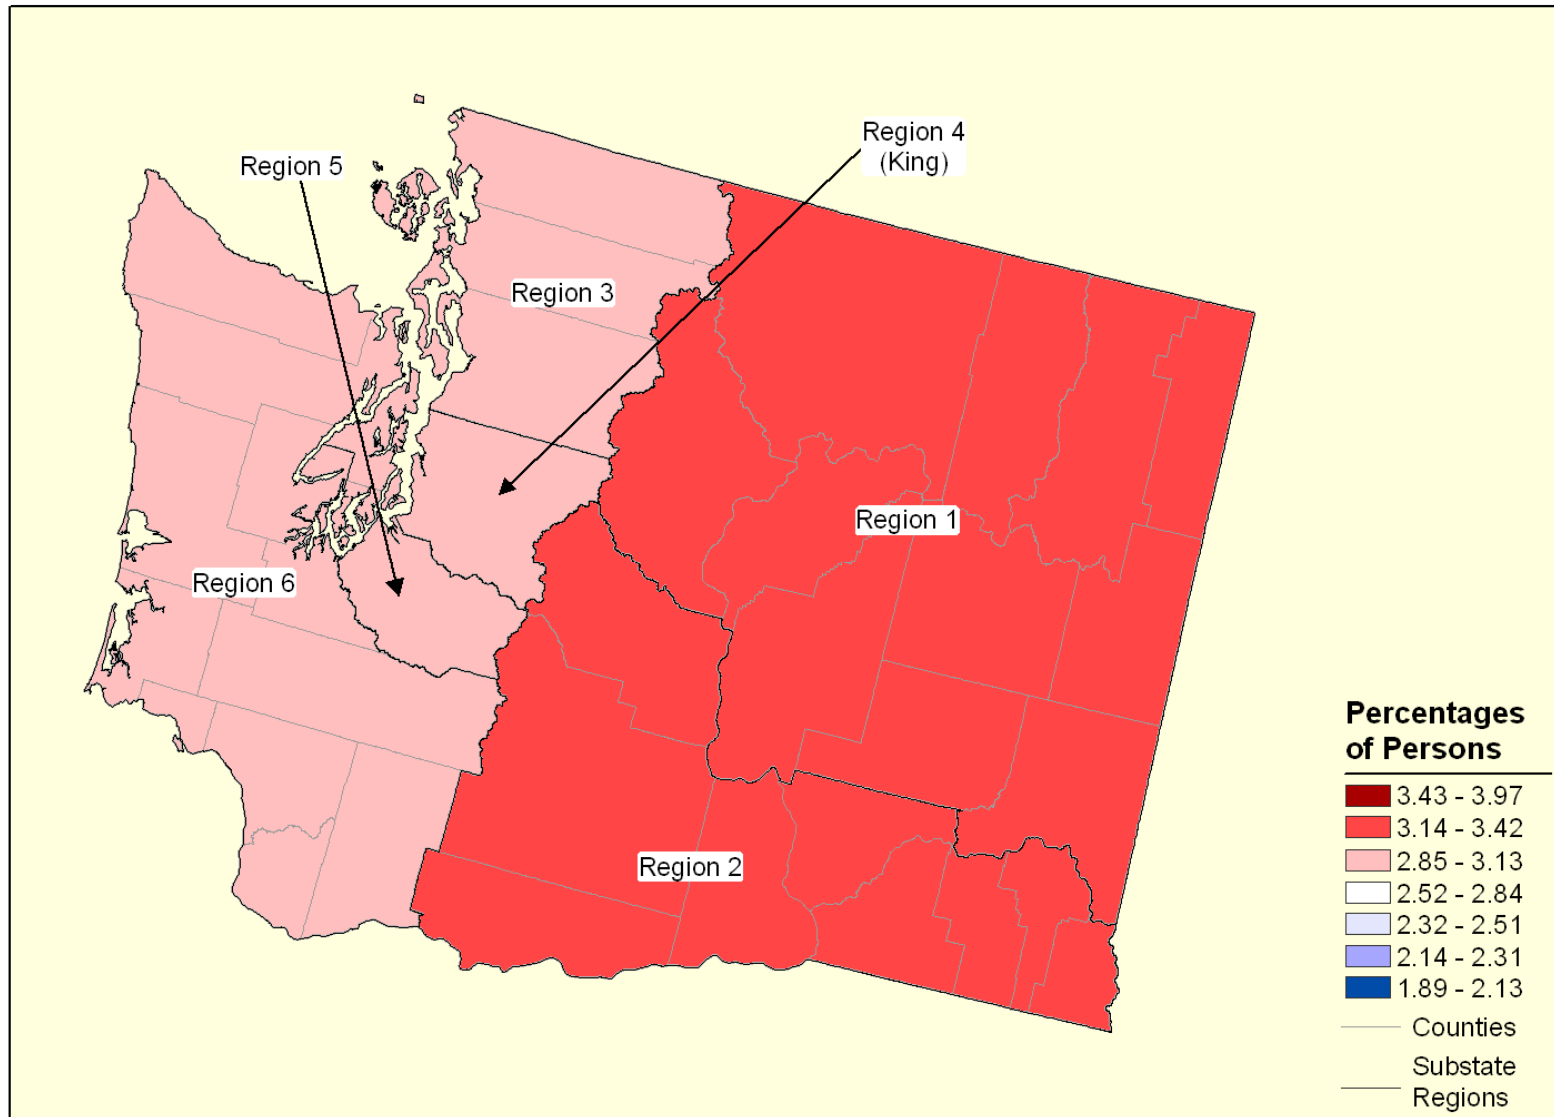 Region 4
(King)
Region 5
Region 3
Region 1
Region 6
Region 2
Percentages
of Persons
3.43 - 3.97
3.14 - 3.42
2.85 - 3.13
2.52 - 2.84
2.32 - 2.51
2.14 - 2.31
1.89 - 2.13
Counties
Substate
Regions